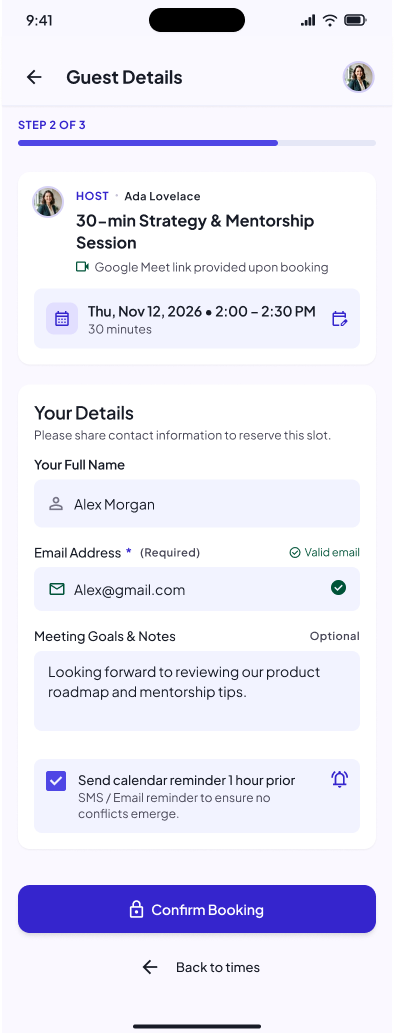 9:41
Guest Details
STEP 2 OF 3
HOST • Ada Lovelace
30-min Strategy & Mentorship
Session
Google Meet link provided upon booking
Thu, Nov 12, 2026 • 2:00 – 2:30 PM
30 minutes
Your Details
Please share contact information to reserve this slot.
Your Full Name
Alex Morgan
Email Address * (Required) Valid email
Alex@gmail.com
Meeting Goals & Notes Optional
Looking forward to reviewing our product
roadmap and mentorship tips.
Send calendar reminder 1 hour prior
SMS / Email reminder to ensure no
conflicts emerge.
Confirm Booking
Back to times